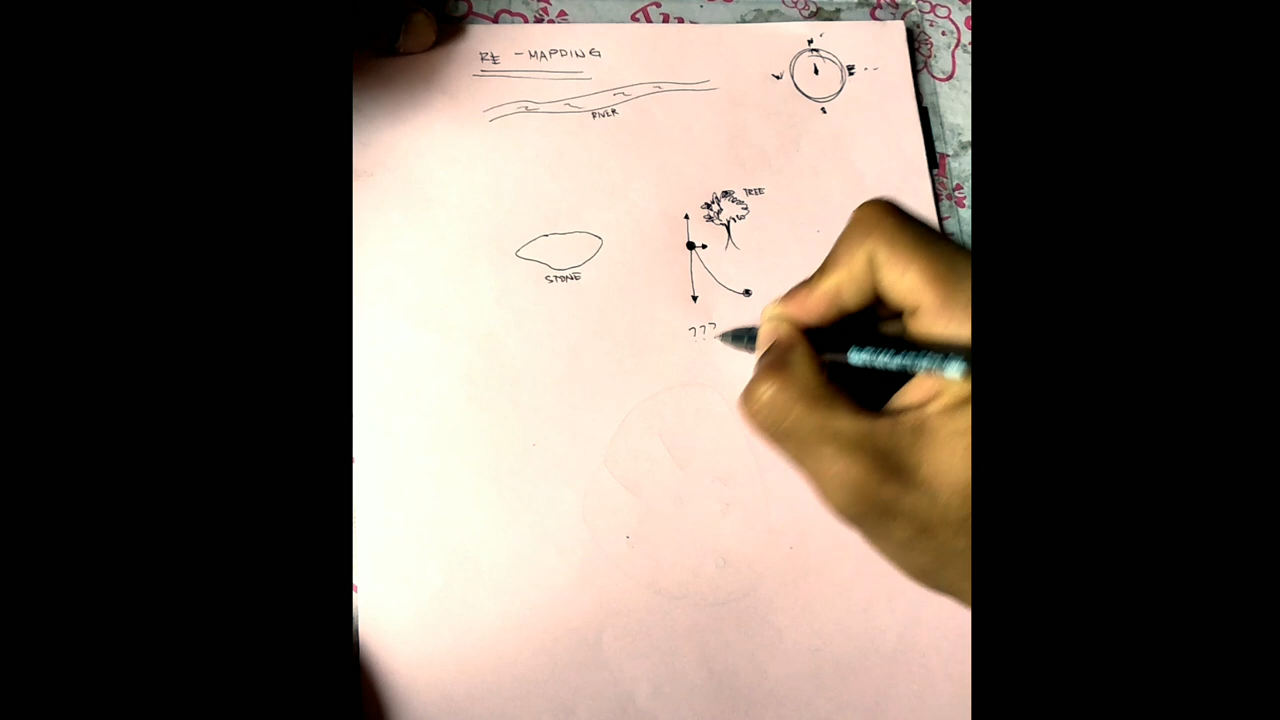 RE - MAPPING
N
W
E
S
RIVER
TREE
STONE
???